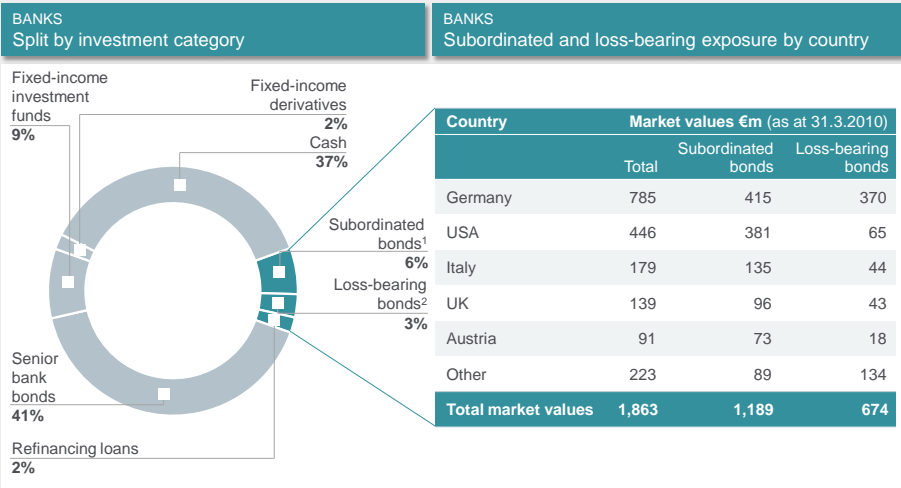 BANKS
Split by investment category
BANKS
Subordinated and loss-bearing exposure by country
Fixed-income
investment
funds
9%
Fixed-income
derivatives
2%
Cash
37%
Subordinated
bonds¹
6%
Loss-bearing
bonds²
3%
Senior
bank
bonds
41%
Refinancing loans
2%
Country Market values €m (as at 31.3.2010)
Total Subordinated bonds Loss-bearing bonds
Germany 785 415 370
USA 446 381 65
Italy 179 135 44
UK 139 96 43
Austria 91 73 18
Other 223 89 134
Total market values 1,863 1,189 674